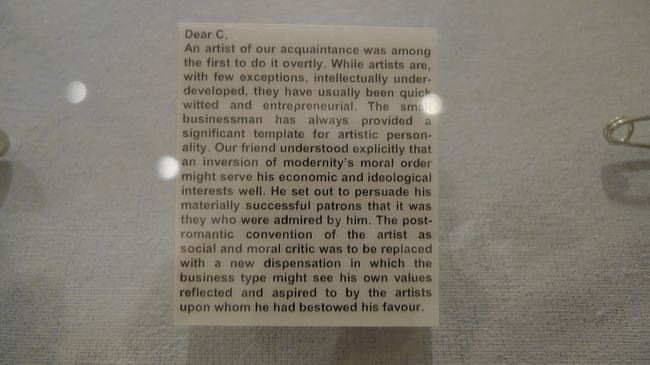 Dear C,
An artist of our acquaintance was among
the first to do it overtly. While artists are,
with few exceptions, intellectually under-
developed, they have usually been quick
witted and entrepreneurial. The small
businessman has always provided a
significant template for artistic person-
ality. Our friend understood explicitly that
an inversion of modernity's moral order
might serve his economic and ideological
interests well. He set out to persuade his
materially successful patrons that it was
they who were admired by him. The post-
romantic convention of the artist as
social and moral critic was to be replaced
with a new dispensation in which the
business type might see his own values
reflected and aspired to by the artists
upon whom he had bestowed his favour.